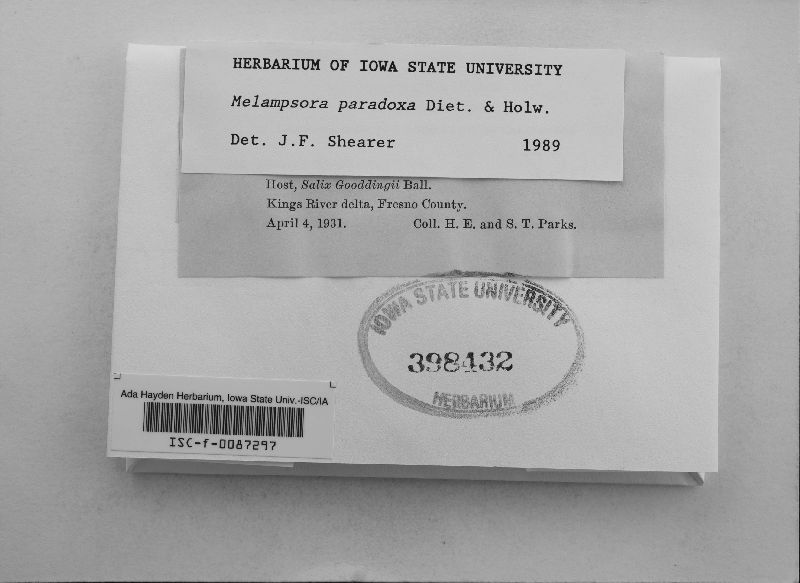 HERBARIUM OF IOWA STATE UNIVERSITY
Melampsora paradoxa Diet. & Holw.
Det. J.F. Shearer 1989
Host, Salix Gooddingii Ball.
Kings River delta, Fresno County.
April 4, 1931. Coll. H. E. and S. T. Parks.
IOWA STATE UNIVERSITY
398432
HERBARIUM
Ada Hayden Herbarium, Iowa State Univ.-ISC/IA
ISC-f-0087297